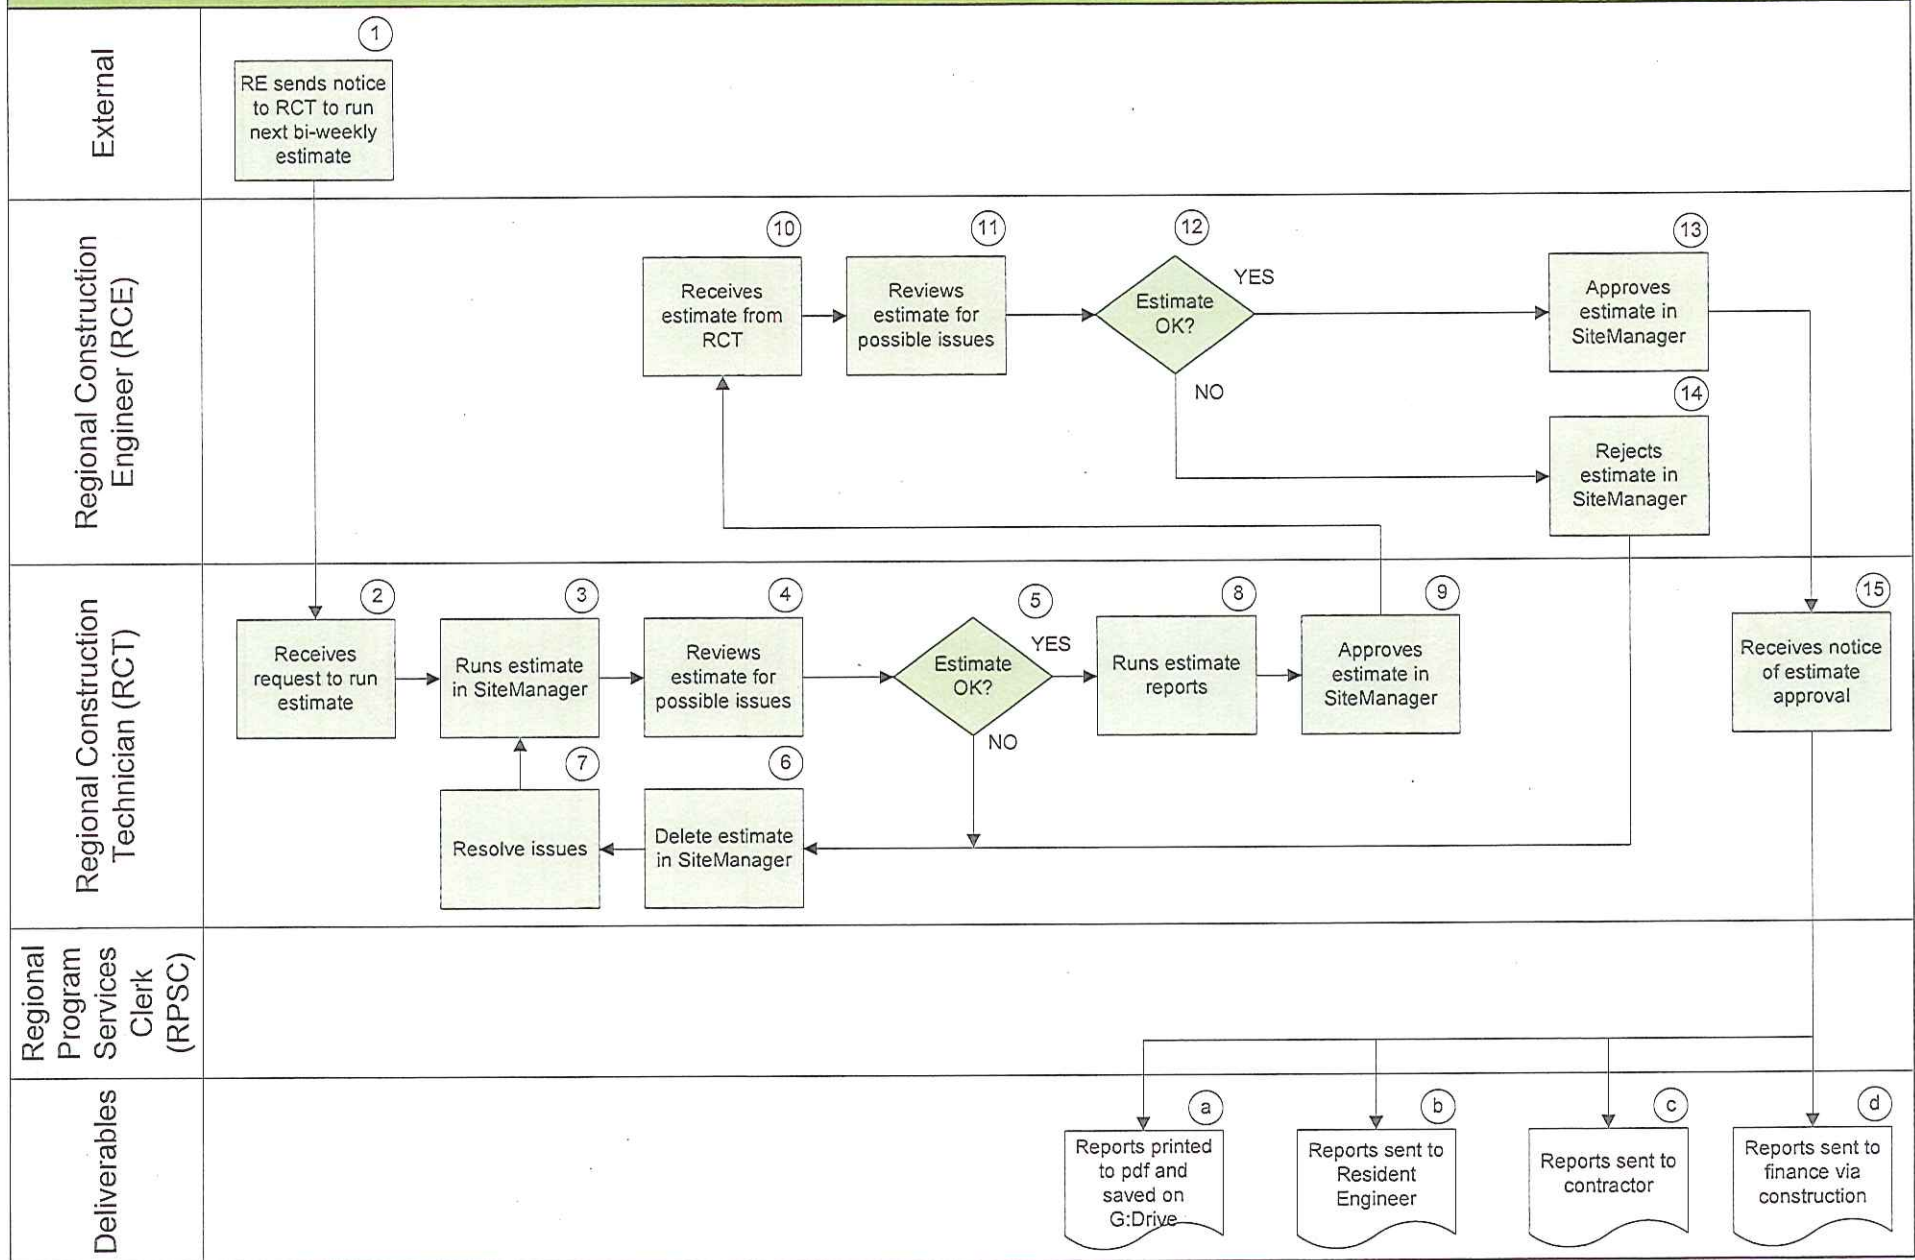 External
1
RE sends notice
to RCT to run
next bi-weekly
estimate
Regional Construction
Engineer (RCE)
10
Receives
estimate from
RCT
11
Reviews
estimate for
possible issues
12
Estimate
OK?
YES
NO
13
Approves
estimate in
SiteManager
14
Rejects
estimate in
SiteManager
Regional Construction
Technician (RCT)
2
Receives
request to run
estimate
3
Runs estimate
in SiteManager
4
Reviews
estimate for
possible issues
5
Estimate
OK?
YES
NO
8
Runs estimate
reports
9
Approves
estimate in
SiteManager
15
Receives notice
of estimate
approval
7
Resolve issues
6
Delete estimate
in SiteManager
Regional
Program
Services
Clerk
(RPSC)
Deliverables
a
Reports printed
to pdf and
saved on
G:Drive
b
Reports sent to
Resident
Engineer
c
Reports sent to
contractor
d
Reports sent to
finance via
construction